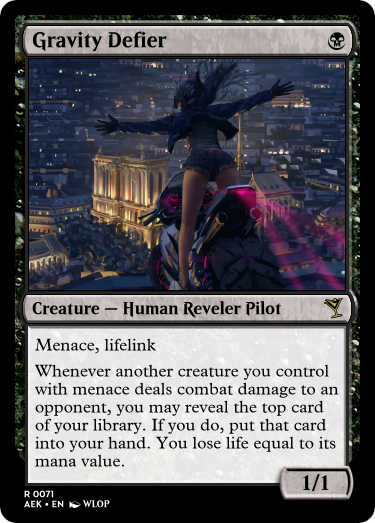 Gravity Defier
Creature — Human Reveler Pilot
Menace, lifelink
Whenever another creature you control
with menace deals combat damage to an
opponent, you may reveal the top card
of your library. If you do, put that card
into your hand. You lose life equal to its
mana value.
1/1
R 0071
AEK • EN WLOP